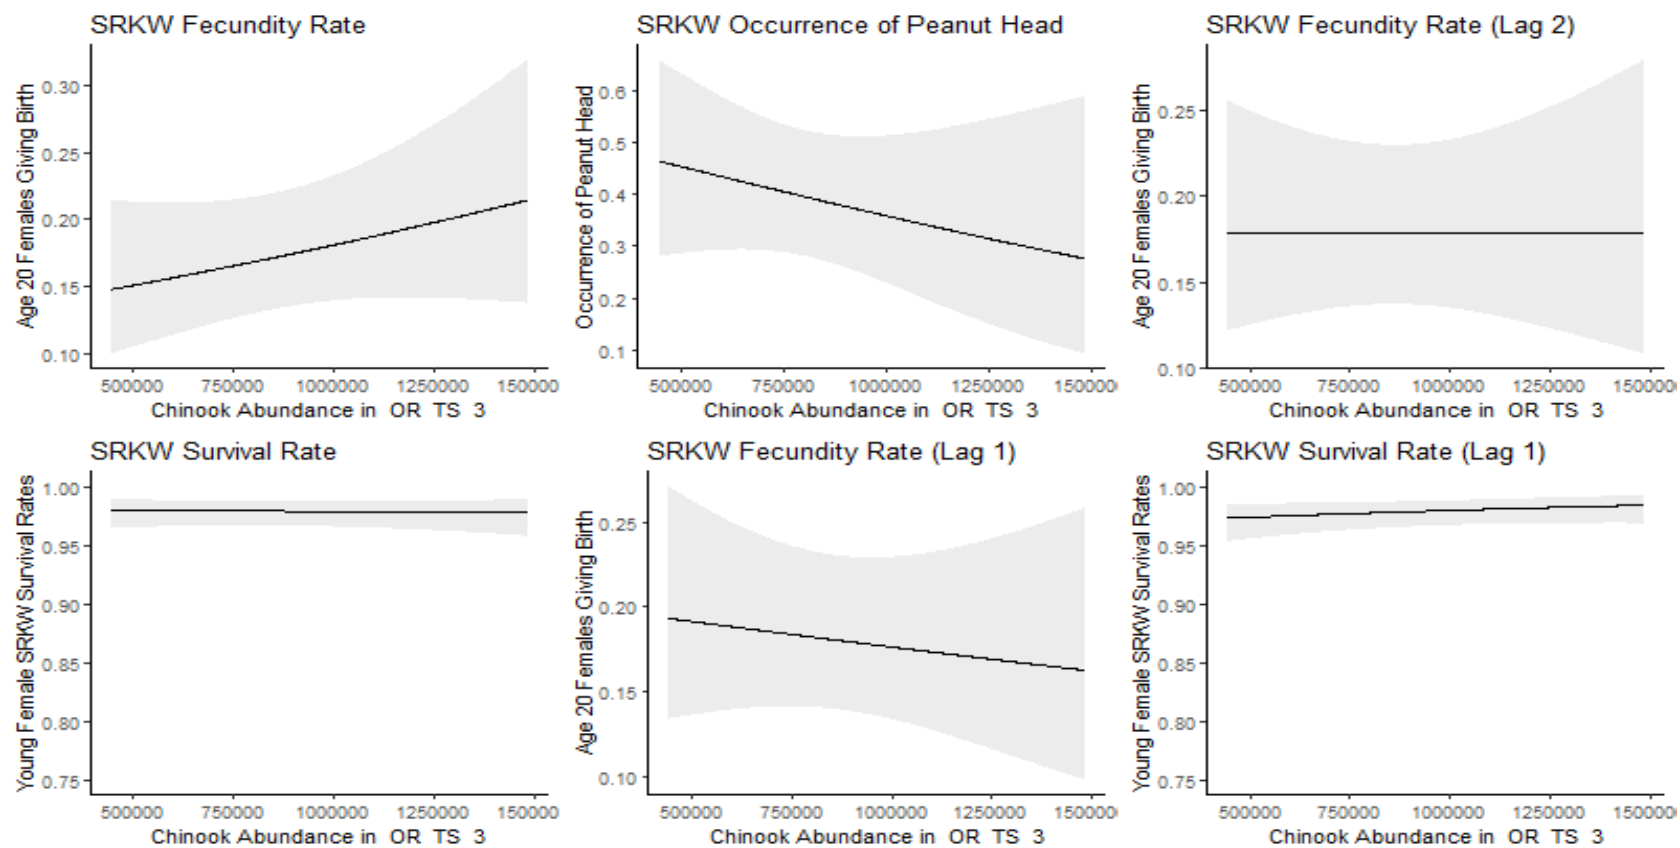 SRKW Fecundity Rate
Age 20 Females Giving Birth
0.30
0.25
0.20
0.15
0.10
500000 750000 1000000 1250000 1500000
Chinook Abundance in OR TS 3
SRKW Occurrence of Peanut Head
Occurrence of Peanut Head
0.6
0.5
0.4
0.3
0.2
0.1
500000 750000 1000000 1250000 1500000
Chinook Abundance in OR TS 3
SRKW Fecundity Rate (Lag 2)
Age 20 Females Giving Birth
0.25
0.20
0.15
0.10
500000 750000 1000000 1250000 150000
Chinook Abundance in OR TS 3
SRKW Survival Rate
Young Female SRKW Survival Rates
1.00
0.95
0.90
0.85
0.80
0.75
500000 750000 1000000 1250000 1500000
Chinook Abundance in OR TS 3
SRKW Fecundity Rate (Lag 1)
Age 20 Females Giving Birth
0.25
0.20
0.15
0.10
500000 750000 1000000 1250000 1500000
Chinook Abundance in OR TS 3
SRKW Survival Rate (Lag 1)
Young Female SRKW Survival Rates
1.00
0.95
0.90
0.85
0.80
0.75
500000 750000 1000000 1250000 150000
Chinook Abundance in OR TS 3